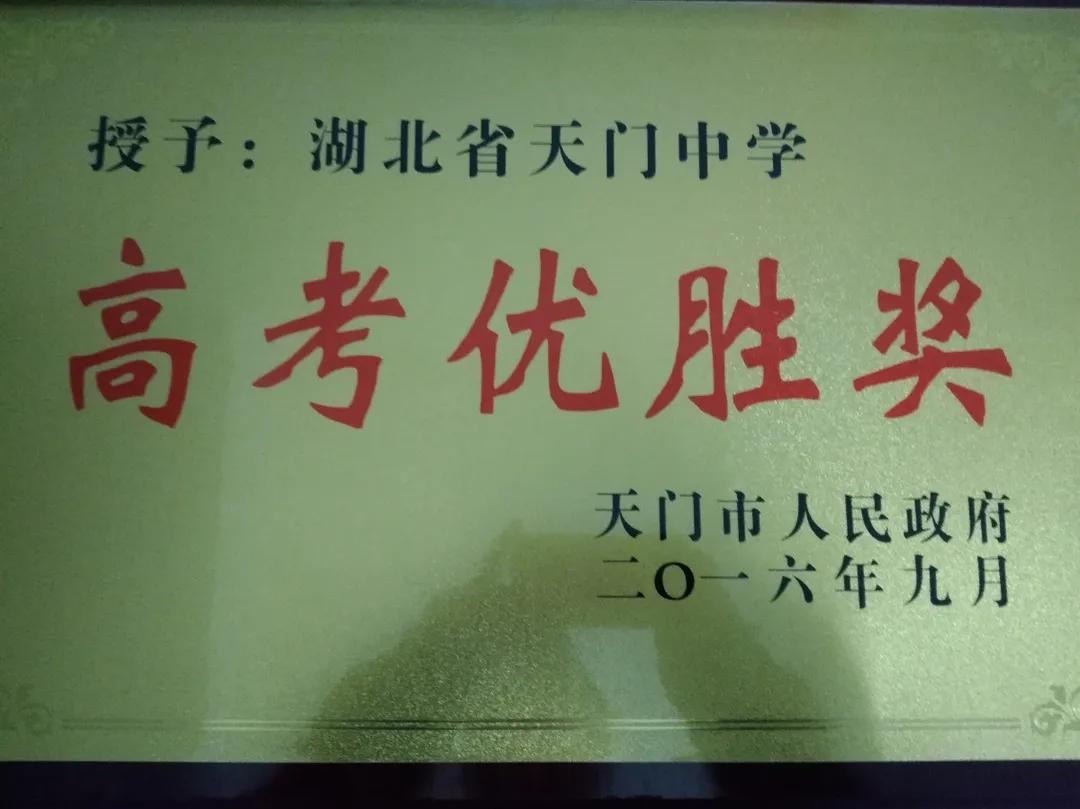 授予：湖北省天门中学
高考优胜奖
天门市人民政府
二O一六年九月